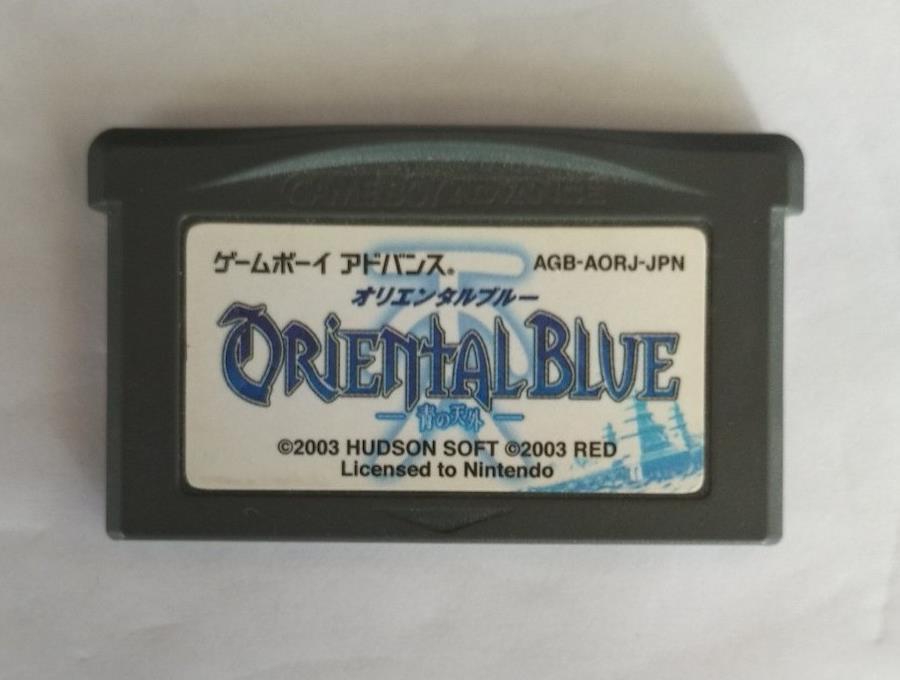 GAME BOY ADVANCE
ゲームボーイ アドバンス® AGB-AORJ-JPN
オリエンタルブルー
ORIENTAL BLUE
青の天外
©2003 HUDSON SOFT ©2003 RED
Licensed to Nintendo